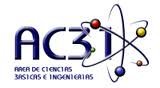 AC3I
AREA DE CIENCIAS
BASICAS E INGENIERIAS